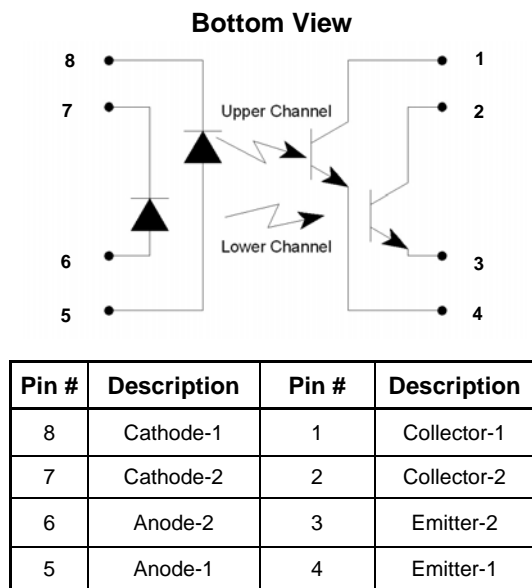 Bottom View
8 1
7 Upper Channel 2
Lower Channel
6 3
5 4
Pin # Description Pin # Description
8 Cathode-1 1 Collector-1
7 Cathode-2 2 Collector-2
6 Anode-2 3 Emitter-2
5 Anode-1 4 Emitter-1